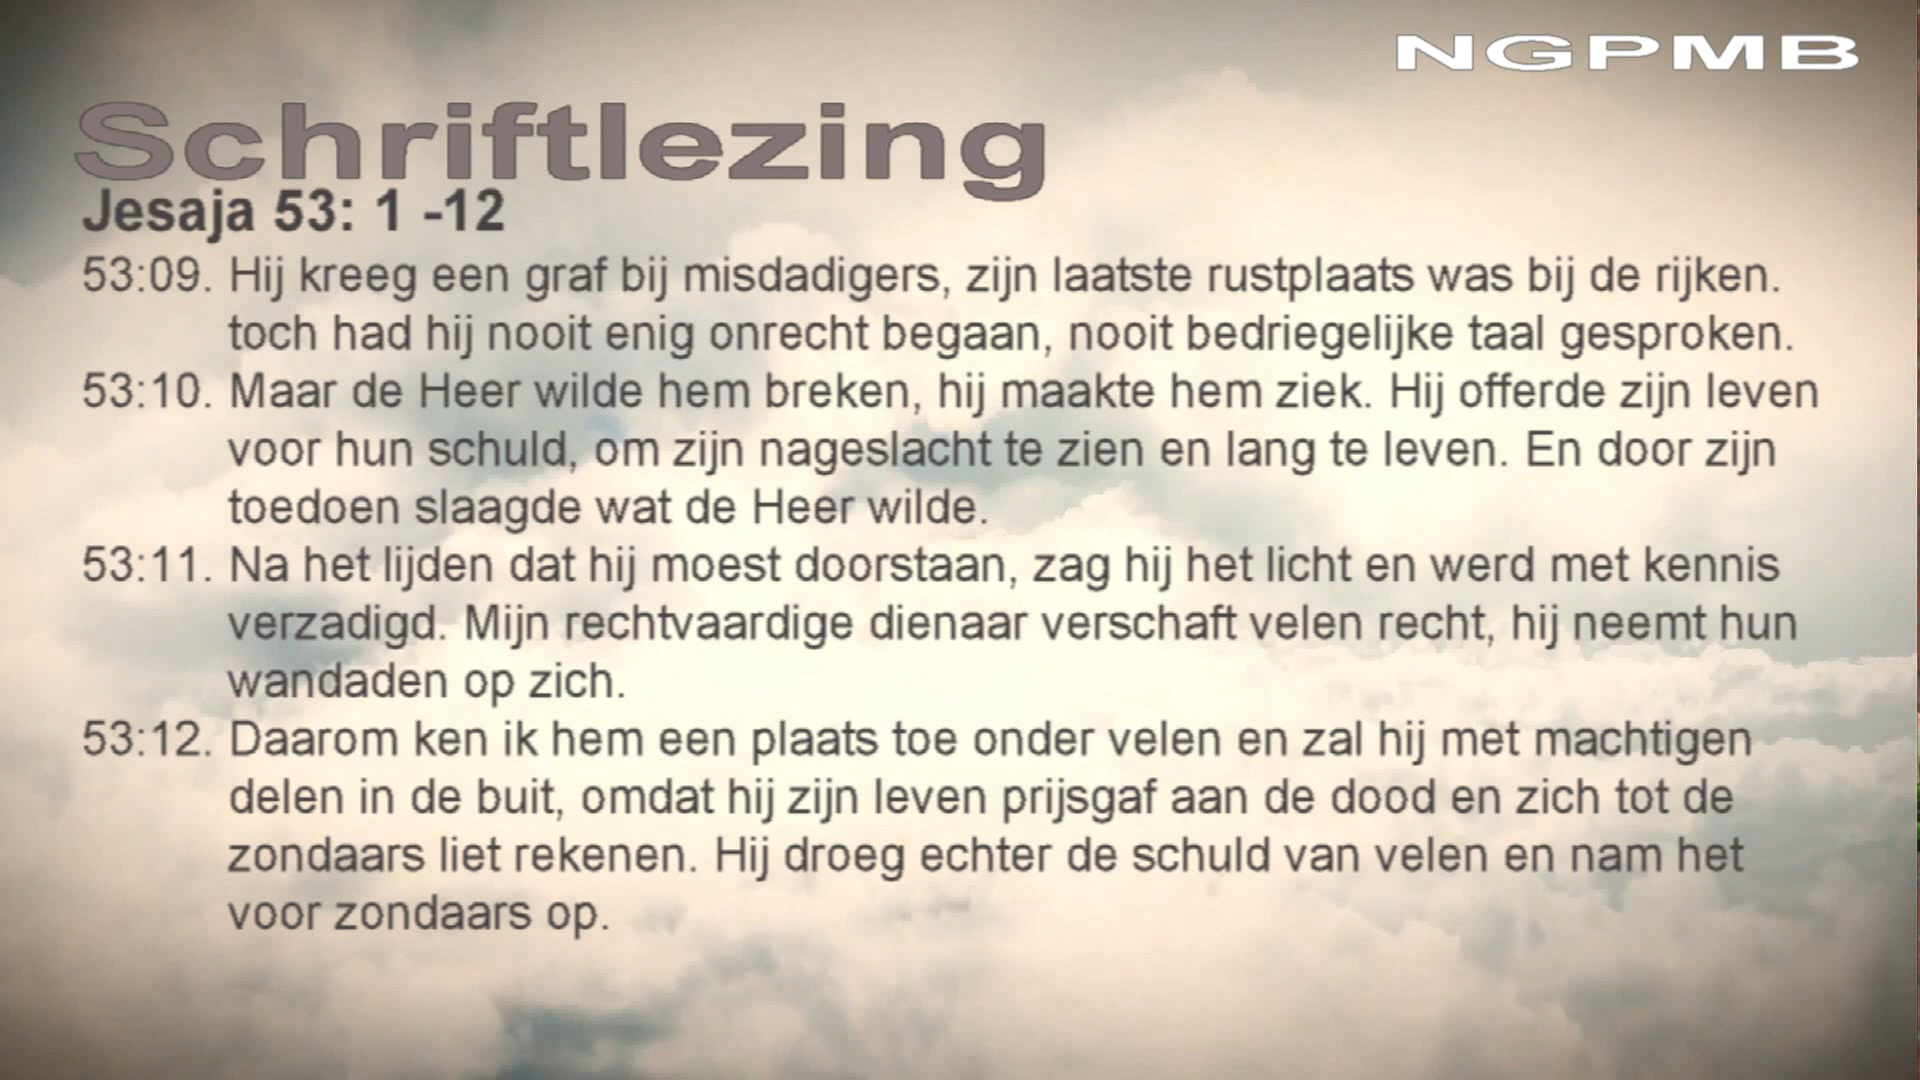 NGPMB
Schriftlezing
Jesaja 53: 1 -12
53:09. Hij kreeg een graf bij misdadigers, zijn laatste rustplaats was bij de rijken.
toch had hij nooit enig onrecht begaan, nooit bedriegelijke taal gesproken.
53:10. Maar de Heer wilde hem breken, hij maakte hem ziek. Hij offerde zijn leven
voor hun schuld, om zijn nageslacht te zien en lang te leven. En door zijn
toedoen slaagde wat de Heer wilde.
53:11. Na het lijden dat hij moest doorstaan, zag hij het licht en werd met kennis
verzadigd. Mijn rechtvaardige dienaar verschaft velen recht, hij neemt hun
wandaden op zich.
53:12. Daarom ken ik hem een plaats toe onder velen en zal hij met machtigen
delen in de buit, omdat hij zijn leven prijsgaf aan de dood en zich tot de
zondaars liet rekenen. Hij droeg echter de schuld van velen en nam het
voor zondaars op.